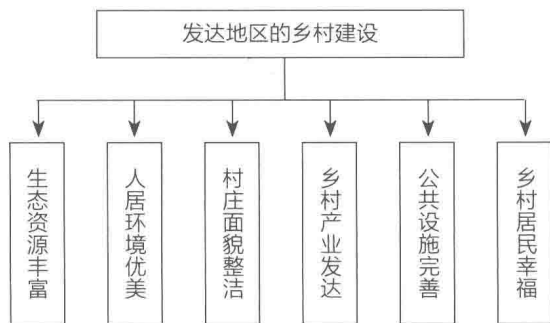 发达地区的乡村建设
生态资源丰富
人居环境优美
村庄面貌整洁
乡村产业发达
公共设施完善
乡村居民幸福